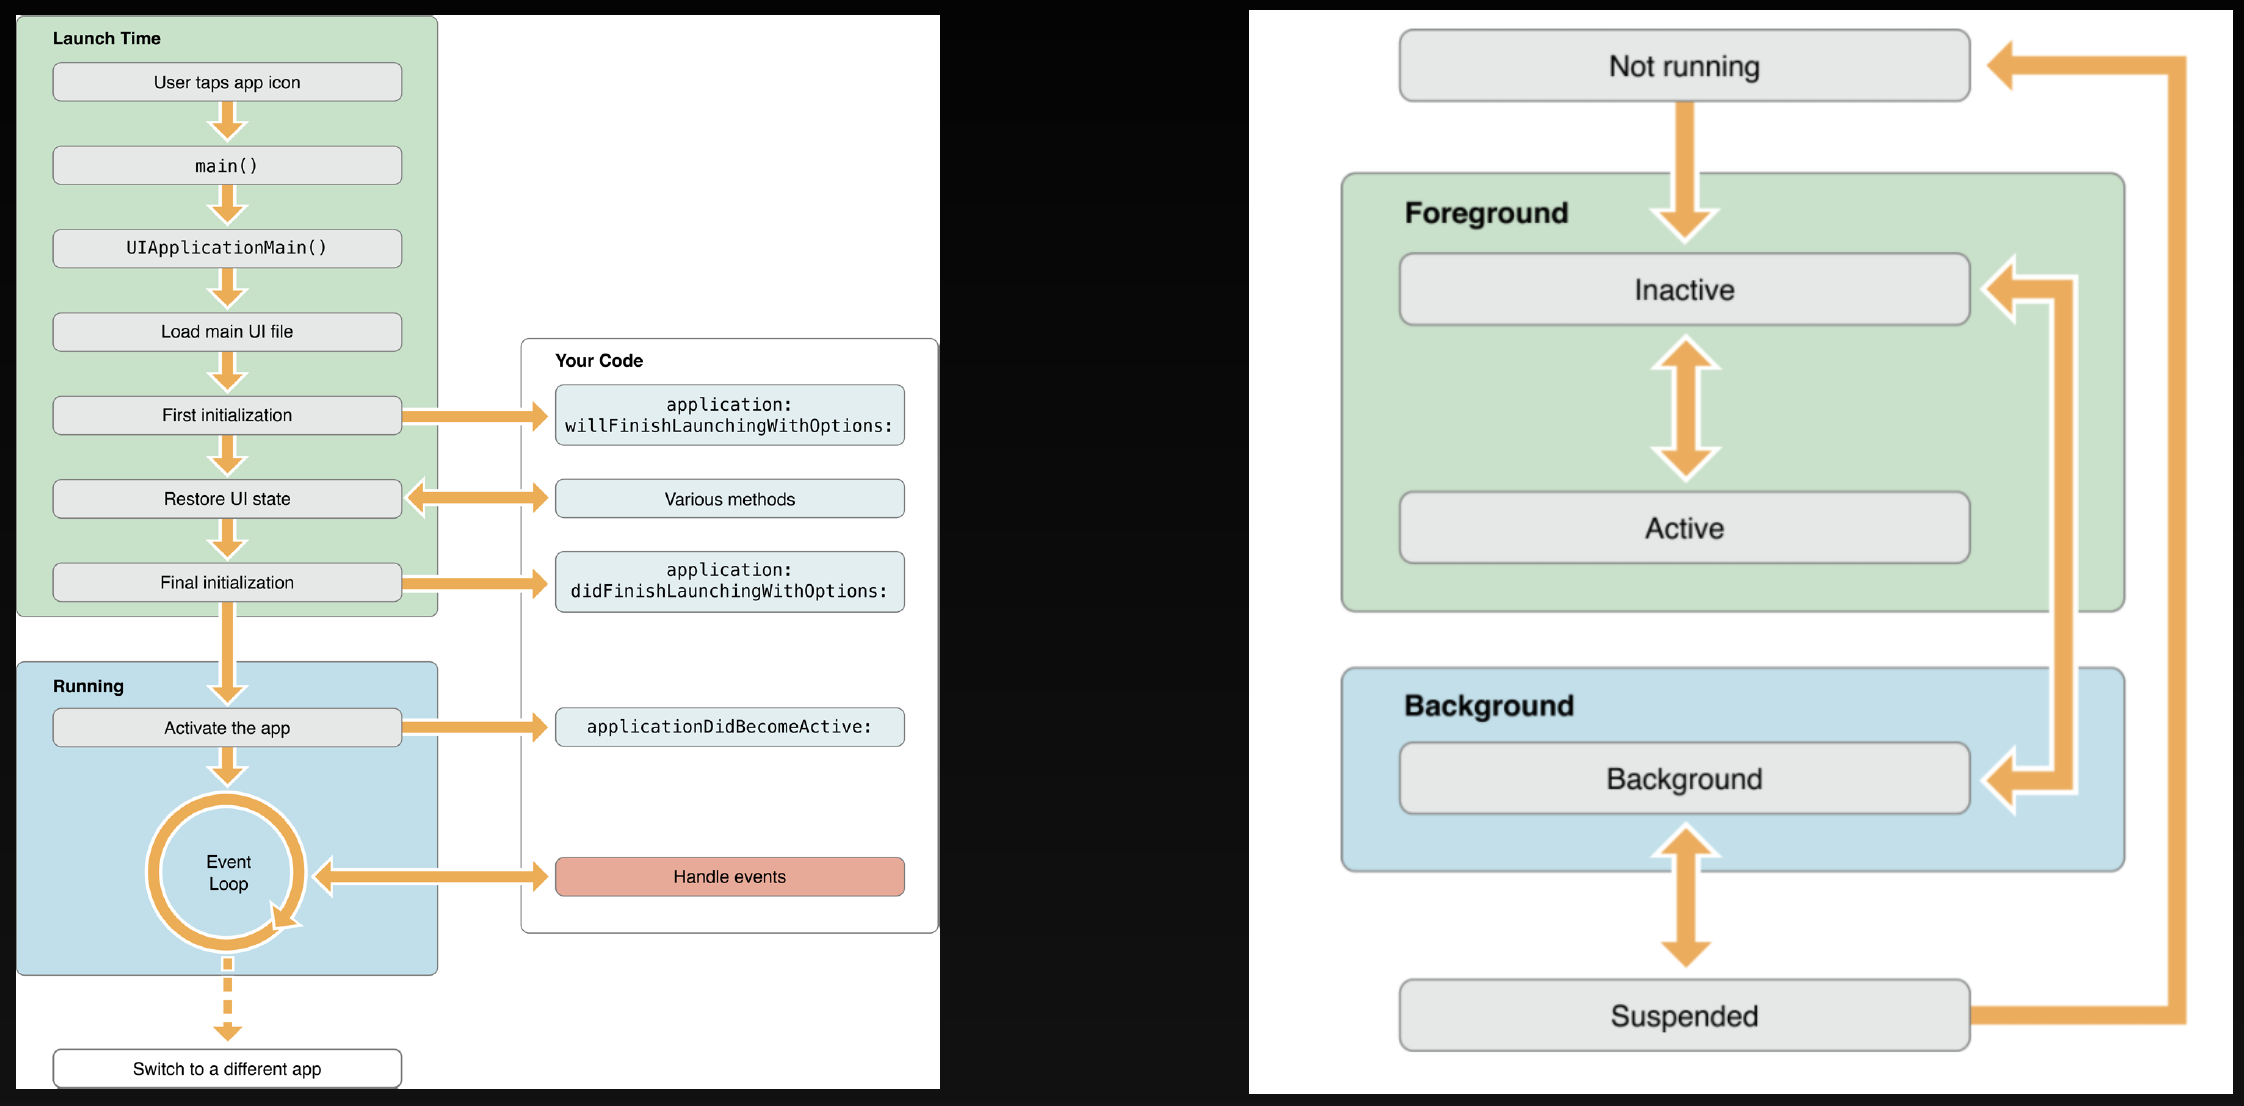 Launch Time
User taps app icon
main()
UIApplicationMain()
Load main UI file
First initialization
Restore UI state
Final initialization
Your Code
application:
willFinishLaunchingWithOptions:
Various methods
application:
didFinishLaunchingWithOptions:
applicationDidBecomeActive:
Handle events
Running
Activate the app
Event
Loop
Switch to a different app
Not running
Foreground
Inactive
Active
Background
Background
Suspended